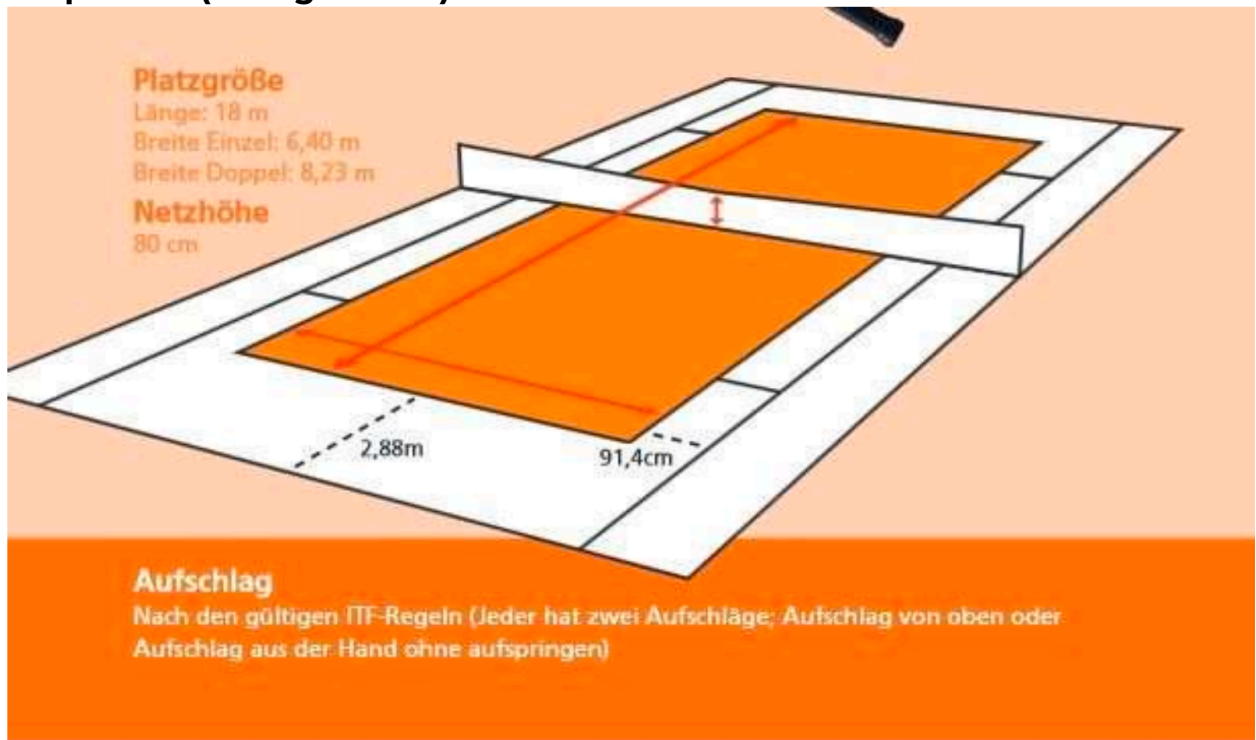 Platzgröße
Länge: 18 m
Breite Einzel: 6,40 m
Breite Doppel: 8,23 m
Netzhöhe
80 cm
2,88m
91,4cm
Aufschlag
Nach den gültigen ITF-Regeln (Jeder hat zwei Aufschläge; Aufschlag von oben oder
Aufschlag aus der Hand ohne aufspringen)